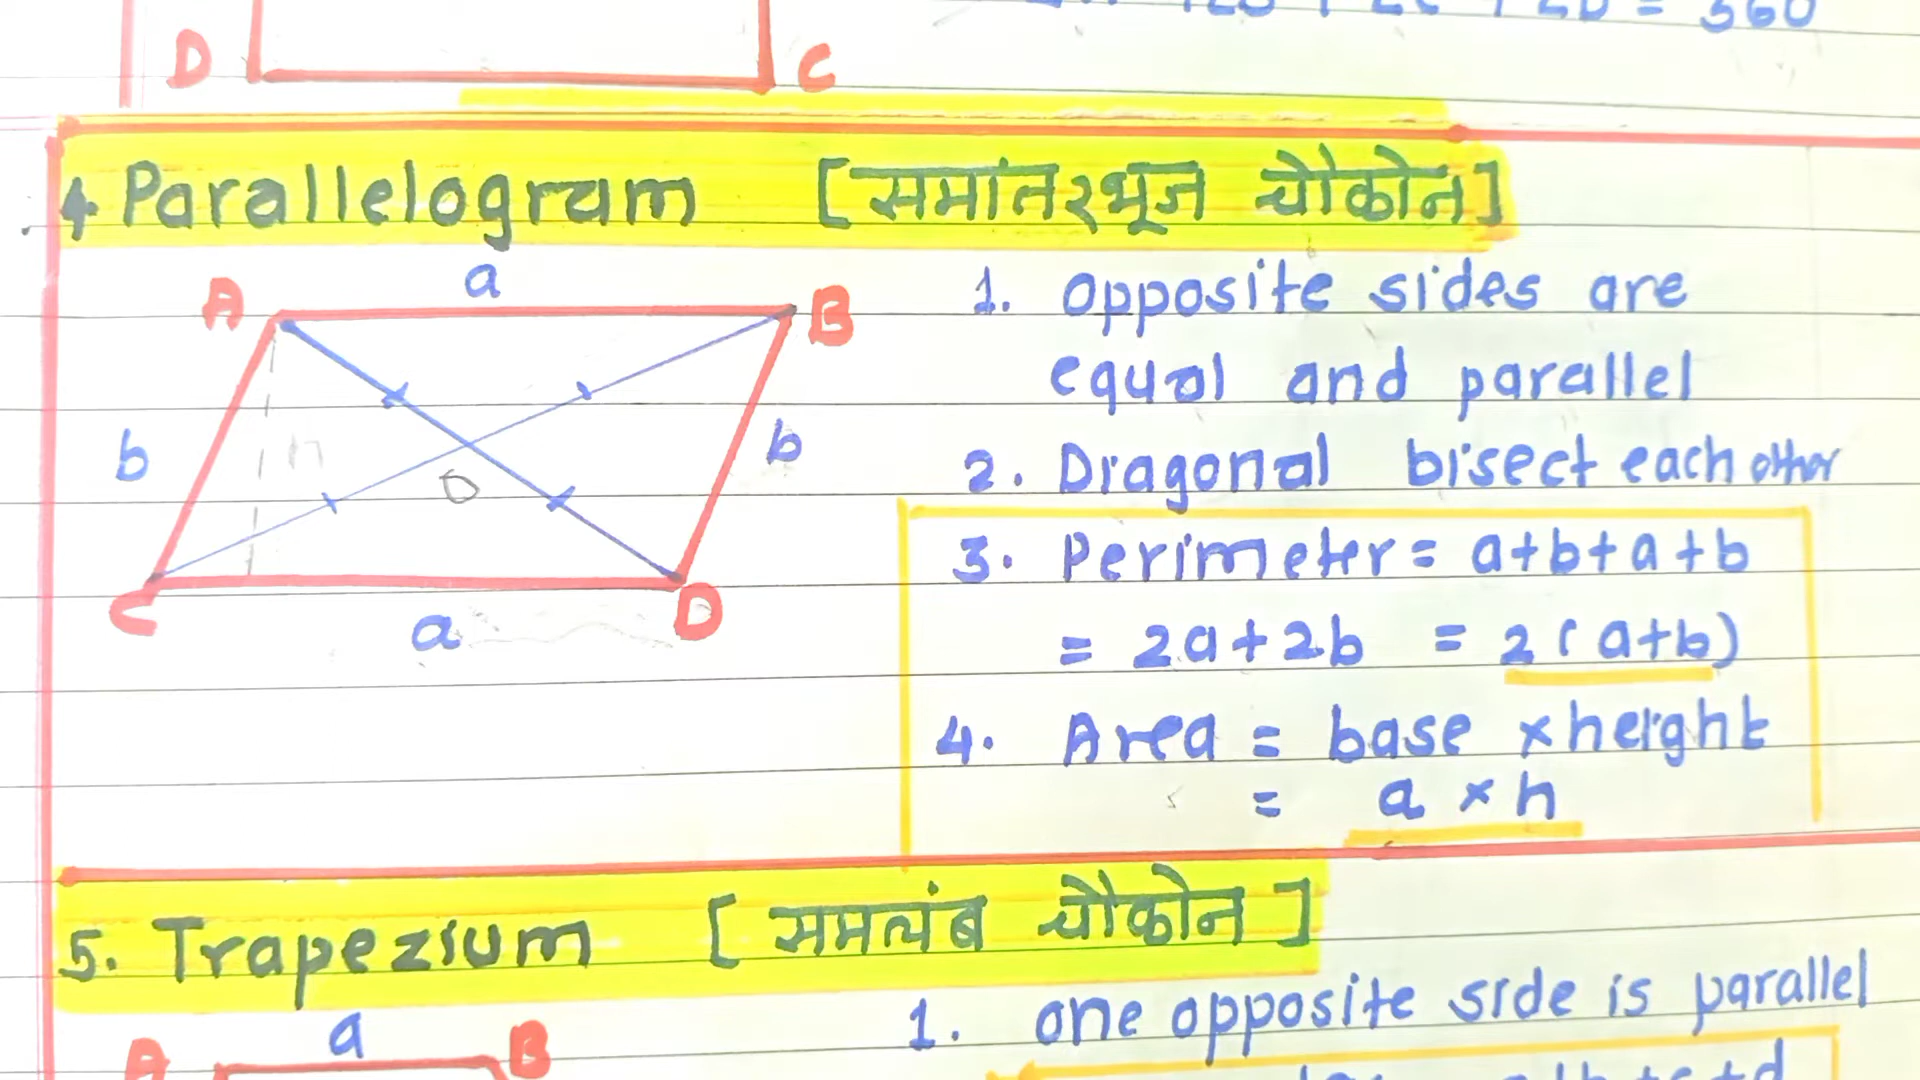 D C
4. Parallelogram [समांतरभूज चौकोन]
a
A B
b h b
O
C D
a
1. opposite sides are
equal and parallel
2. Diagonal bisect each other
3. Perimeter = a+b+a+b
= 2a+2b = 2(a+b)
4. Area = base × height
= a × h
5. Trapezium [समलंब चौकोन]
a
A B
1. one opposite side is parallel